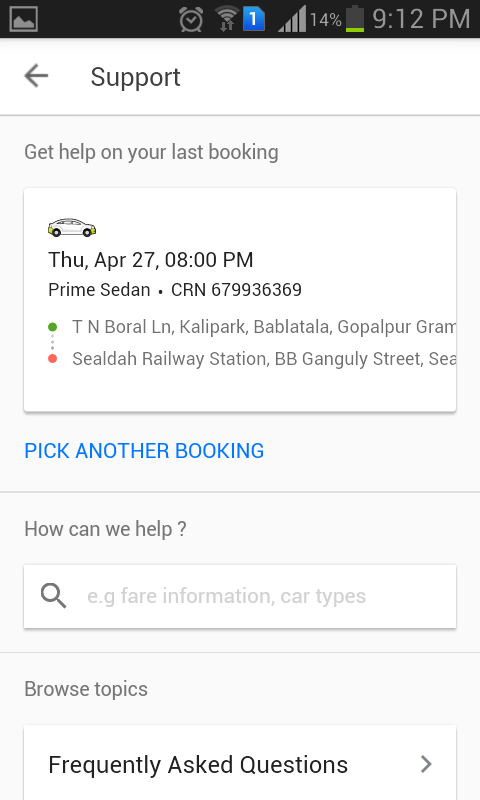 1 14% 9:12 PM
Support
Get help on your last booking
Thu, Apr 27, 08:00 PM
Prime Sedan • CRN 679936369
T N Boral Ln, Kalipark, Bablatala, Gopalpur Gram
Sealdah Railway Station, BB Ganguly Street, Sea
PICK ANOTHER BOOKING
How can we help ?
e.g fare information, car types
Browse topics
Frequently Asked Questions